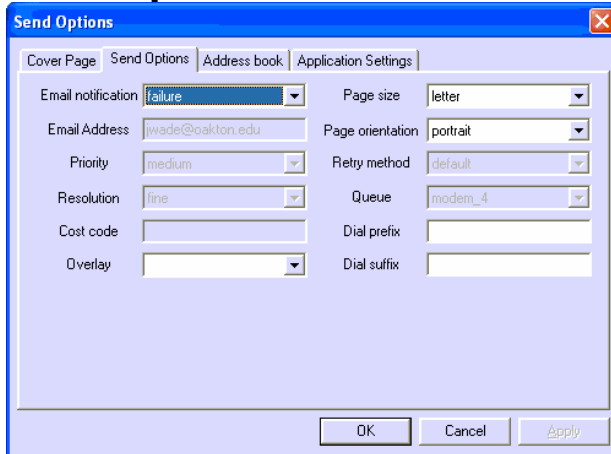 Send Options
Cover Page Send Options Address book Application Settings
Email notification failure Page size letter
Email Address jwade@oakton.edu Page orientation portrait
Priority medium Retry method default
Resolution fine Queue modem_4
Cost code Dial prefix
Overlay Dial suffix
OK Cancel Apply